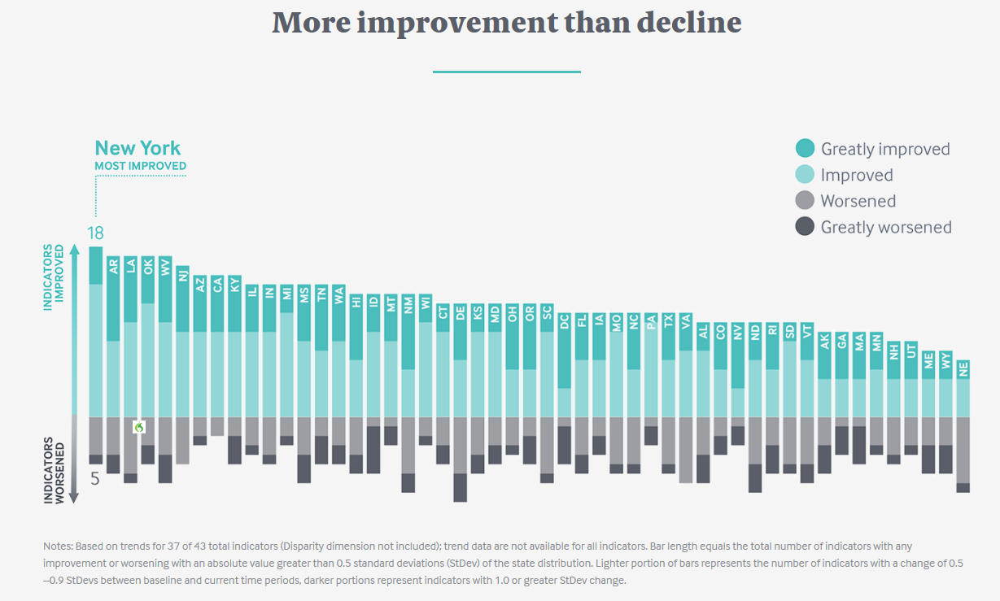 More improvement than decline
New York
MOST IMPROVED
Greatly improved
Improved
Worsened
Greatly worsened
18
INDICATORS
IMPROVED
AR
LA
OK
WV
NJ
AZ
CA
KY
IL
IN
MI
MS
TN
WA
HI
ID
MT
NM
WI
CT
DE
KS
MD
OH
OR
SC
DC
FL
IA
MO
NC
PA
TX
VA
AL
CO
NV
ND
RI
SD
VT
AK
GA
MA
MN
NH
UT
ME
WY
NE
INDICATORS
WORSENED
5
Notes: Based on trends for 37 of 43 total indicators (Disparity dimension not included); trend data are not available for all indicators. Bar length equals the total number of indicators with any
improvement or worsening with an absolute value greater than 0.5 standard deviations (StDev) of the state distribution. Lighter portion of bars represents the number of indicators with a change of 0.5
–0.9 StDevs between baseline and current time periods, darker portions represent indicators with 1.0 or greater StDev change.